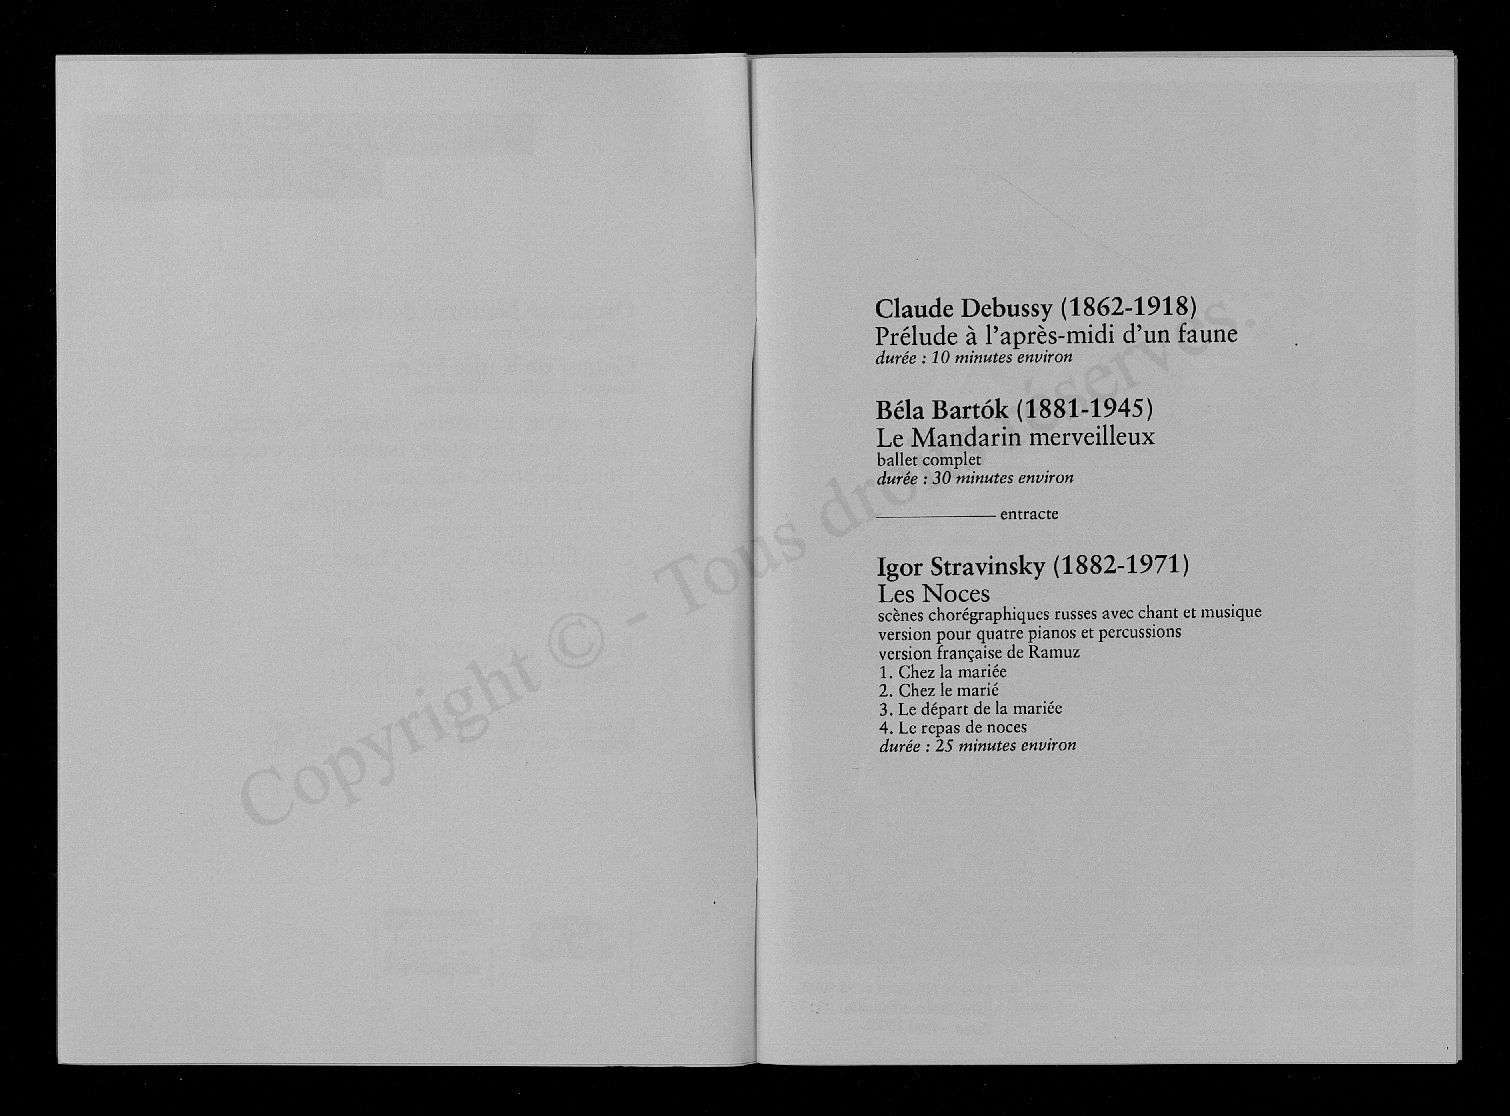 Claude Debussy (1862-1918)
Prélude à l'après-midi d'un faune
durée : 10 minutes environ
Béla Bartók (1881-1945)
Le Mandarin merveilleux
ballet complet
durée : 30 minutes environ
entracte
Igor Stravinsky (1882-1971)
Les Noces
scènes chorégraphiques russes avec chant et musique
version pour quatre pianos et percussions
version française de Ramuz
1. Chez la mariée
2. Chez le marié
3. Le départ de la mariée
4. Le repas de noces
durée : 25 minutes environ
Copyright © - Tous droits réservés.